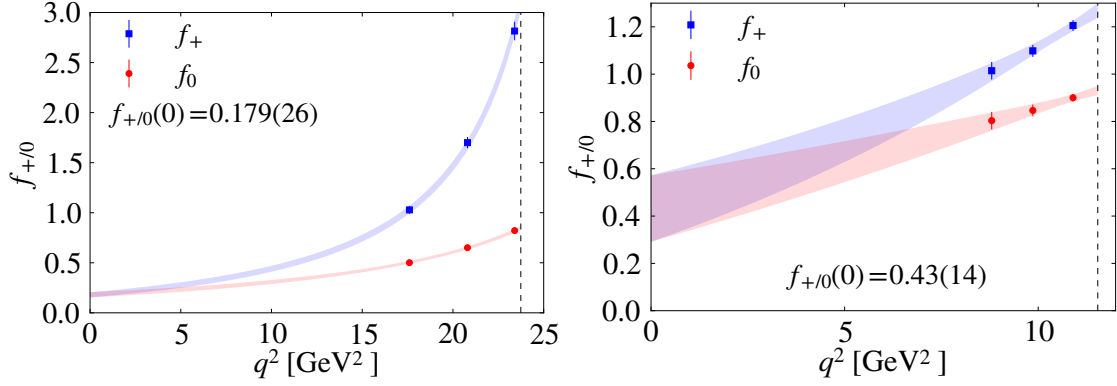 3.0
2.5
2.0
1.5
1.0
0.5
0.0
f+/0
f+
f0
f+/0(0)=0.179(26)
0 5 10 15 20 25
q² [GeV²]
1.2
1.0
0.8
0.6
0.4
0.2
0.0
f+/0
f+
f0
f+/0(0)=0.43(14)
0 5 10
q² [GeV²]